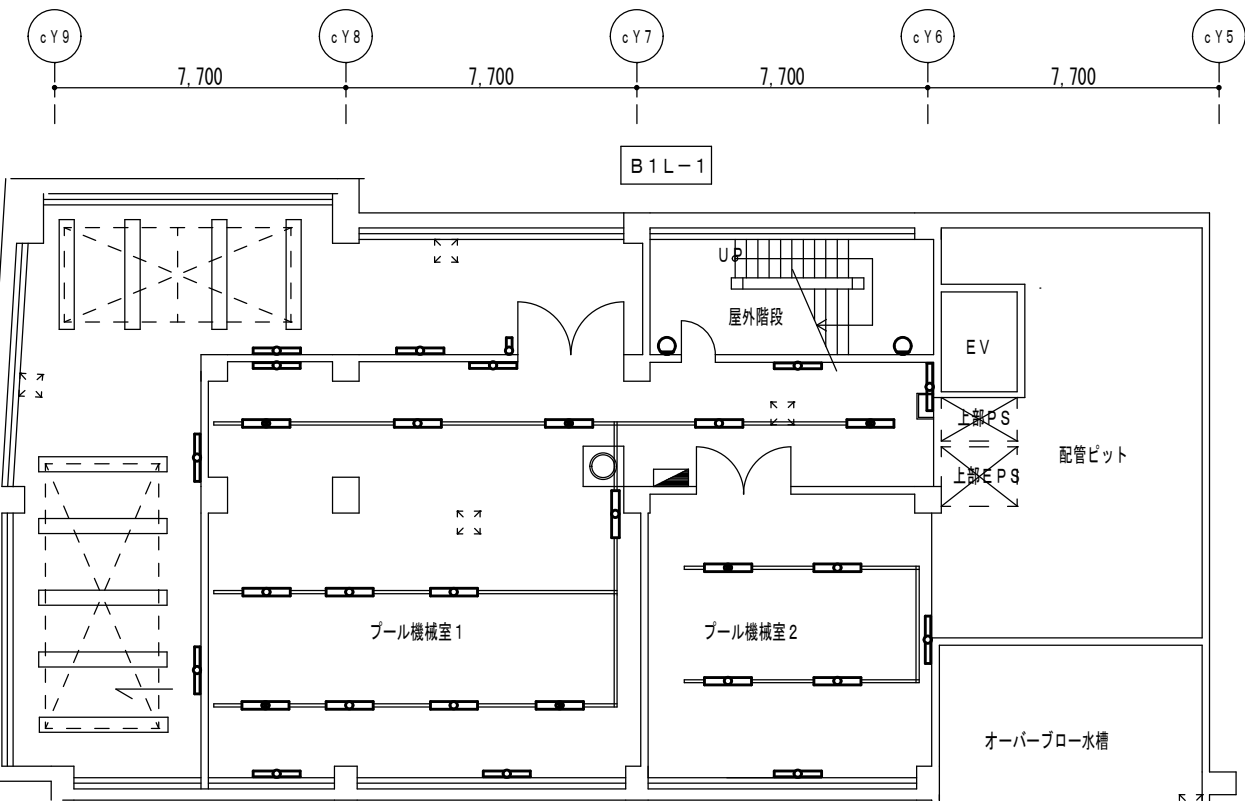 cY9
cY8
cY7
cY6
cY5
7,700
7,700
7,700
7,700
B1L-1
UP
屋外階段
EV
上部PS
上部EPS
配管ピット
プール機械室1
プール機械室2
オーバーブロー水槽